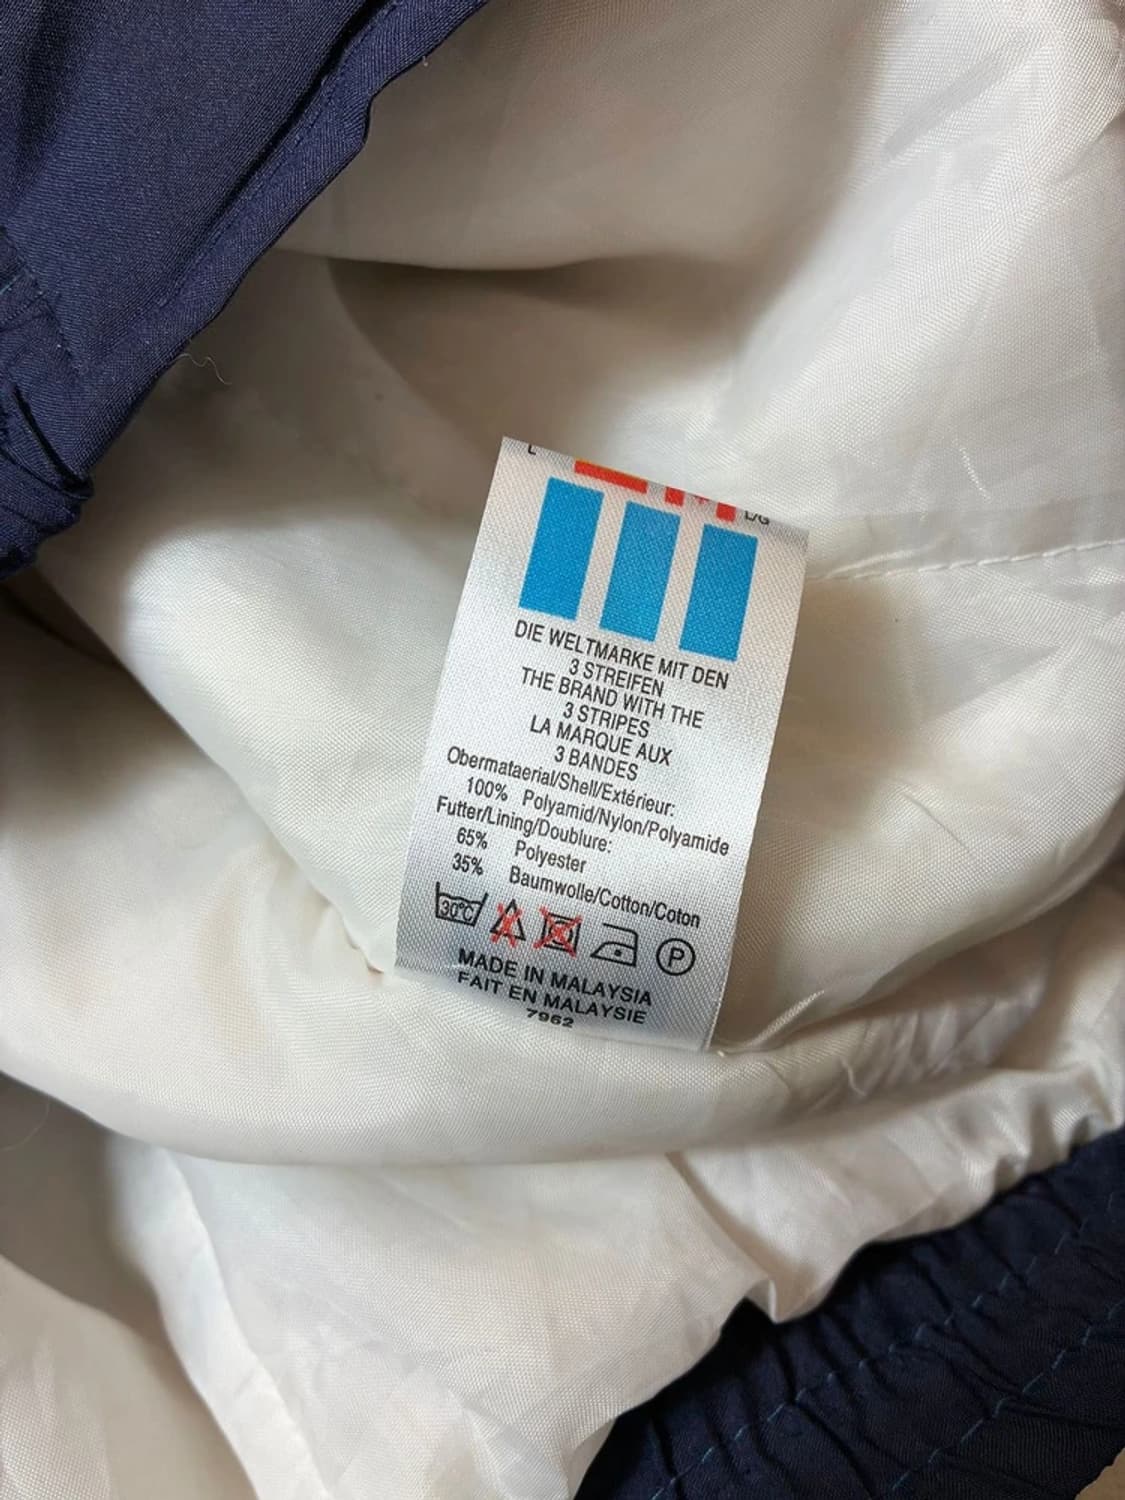 L
L/G
DIE WELTMARKE MIT DEN
3 STREIFEN
THE BRAND WITH THE
3 STRIPES
LA MARQUE AUX
3 BANDES
Obermataerial/Shell/Extérieur:
100% Polyamid/Nylon/Polyamide
Futter/Lining/Doublure:
65% Polyester
35% Baumwolle/Cotton/Coton
30°C P
MADE IN MALAYSIA
FAIT EN MALAYSIE
7962